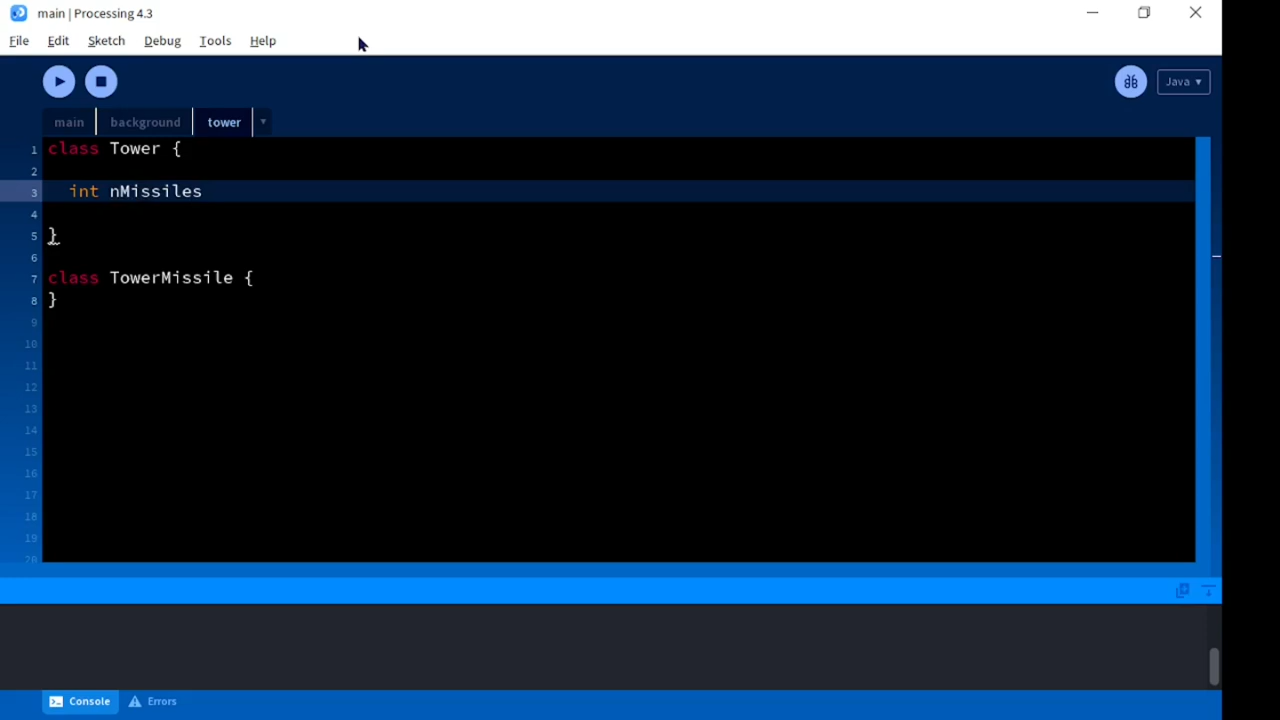 main | Processing 4.3
File Edit Sketch Debug Tools Help
Java ▾
main background tower ▾
1 class Tower {
2
3 int nMissiles
4
5 }
6
7 class TowerMissile {
8 }
9
10
11
12
13
14
15
16
17
18
19
20
Console Errors